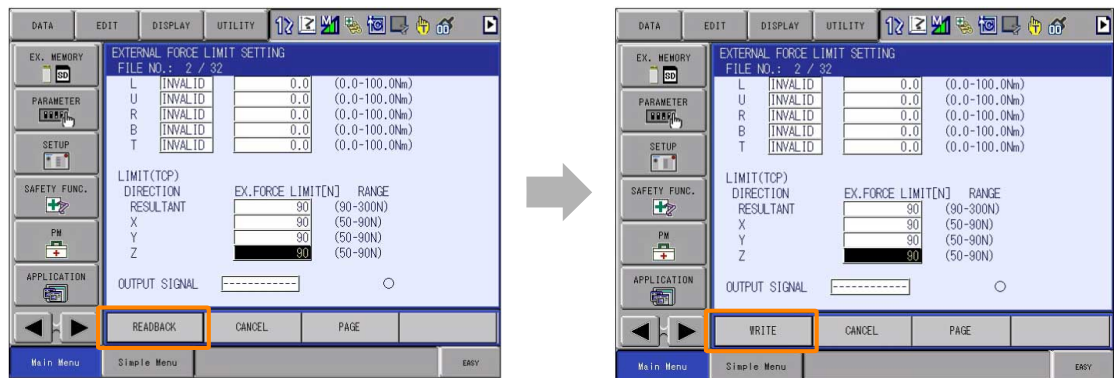 DATA EDIT DISPLAY UTILITY
EX. MEMORY
SD
PARAMETER
SETUP
SAFETY FUNC.
PM
APPLICATION
EXTERNAL FORCE LIMIT SETTING
FILE NO.: 2 / 32
L INVALID 0.0 (0.0-100.0Nm)
U INVALID 0.0 (0.0-100.0Nm)
R INVALID 0.0 (0.0-100.0Nm)
B INVALID 0.0 (0.0-100.0Nm)
T INVALID 0.0 (0.0-100.0Nm)
LIMIT(TCP)
DIRECTION EX.FORCE LIMIT[N] RANGE
RESULTANT 90 (90-300N)
X 90 (50-90N)
Y 90 (50-90N)
Z 90 (50-90N)
OUTPUT SIGNAL ------------
READBACK CANCEL PAGE
Main Menu Simple Menu EASY
DATA EDIT DISPLAY UTILITY
EX. MEMORY
SD
PARAMETER
SETUP
SAFETY FUNC.
PM
APPLICATION
EXTERNAL FORCE LIMIT SETTING
FILE NO.: 2 / 32
L INVALID 0.0 (0.0-100.0Nm)
U INVALID 0.0 (0.0-100.0Nm)
R INVALID 0.0 (0.0-100.0Nm)
B INVALID 0.0 (0.0-100.0Nm)
T INVALID 0.0 (0.0-100.0Nm)
LIMIT(TCP)
DIRECTION EX.FORCE LIMIT[N] RANGE
RESULTANT 90 (90-300N)
X 90 (50-90N)
Y 90 (50-90N)
Z 90 (50-90N)
OUTPUT SIGNAL ------------
WRITE CANCEL PAGE
Main Menu Simple Menu EASY